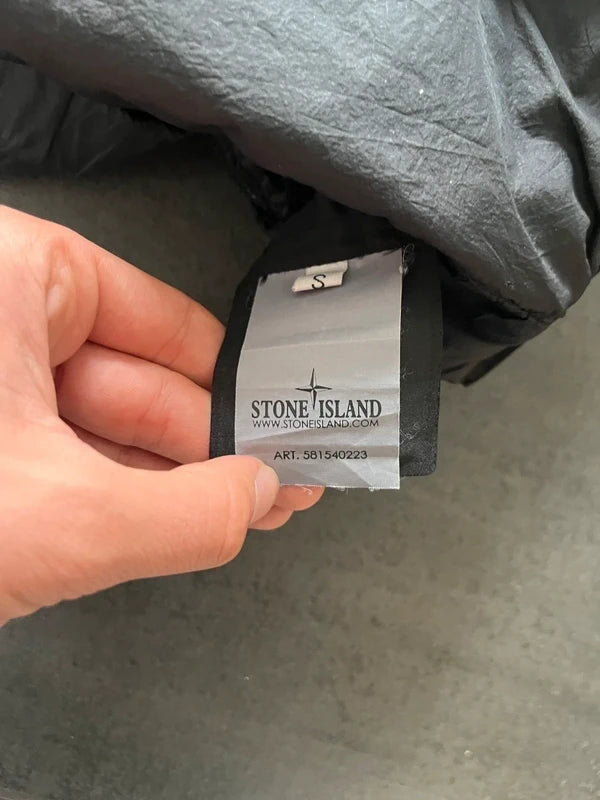 S
STONE ISLAND
WWW.STONEISLAND.COM
ART. 581540223